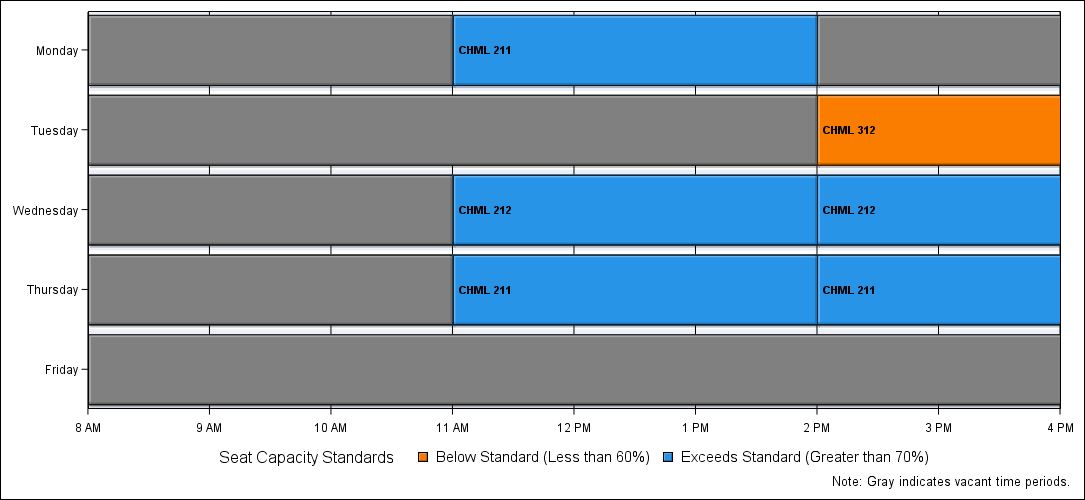 Monday
CHML 211
Tuesday
CHML 312
Wednesday
CHML 212
CHML 212
Thursday
CHML 211
CHML 211
Friday
8 AM 9 AM 10 AM 11 AM 12 PM 1 PM 2 PM 3 PM 4 PM
Seat Capacity Standards Below Standard (Less than 60%) Exceeds Standard (Greater than 70%)
Note: Gray indicates vacant time periods.